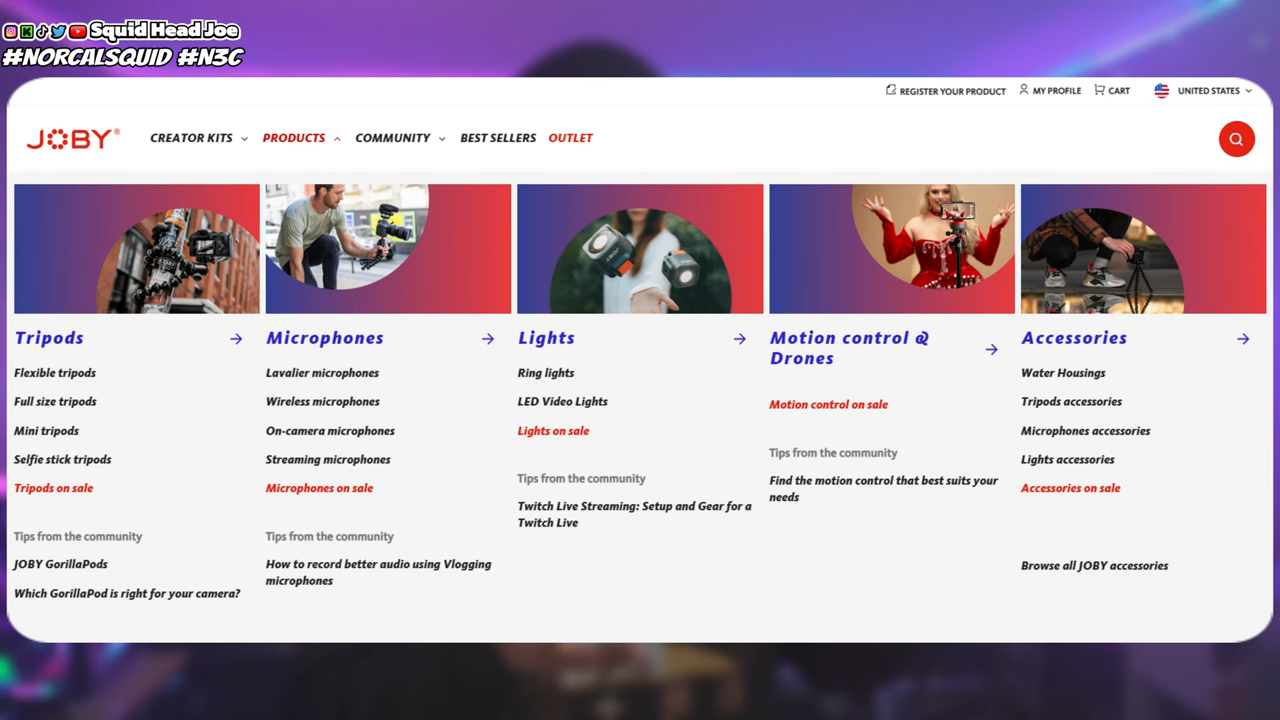 Squid Head Joe
#NORCALSQUID #N3C
REGISTER YOUR PRODUCT MY PROFILE CART UNITED STATES
JOBY® CREATOR KITS PRODUCTS COMMUNITY BEST SELLERS OUTLET
Tripods
Flexible tripods
Full size tripods
Mini tripods
Selfie stick tripods
Tripods on sale
Tips from the community
JOBY GorillaPods
Which GorillaPod is right for your camera?
Microphones
Lavalier microphones
Wireless microphones
On-camera microphones
Streaming microphones
Microphones on sale
Tips from the community
How to record better audio using Vlogging
microphones
Lights
Ring lights
LED Video Lights
Lights on sale
Tips from the community
Twitch Live Streaming: Setup and Gear for a
Twitch Live
Motion control &
Drones
Motion control on sale
Tips from the community
Find the motion control that best suits your
needs
Accessories
Water Housings
Tripods accessories
Microphones accessories
Lights accessories
Accessories on sale
Browse all JOBY accessories